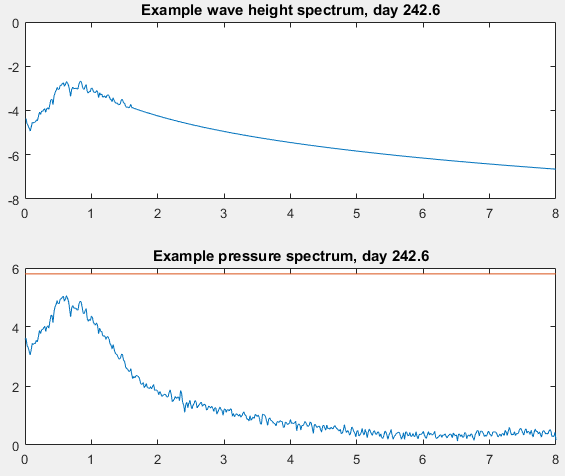 Example wave height spectrum, day 242.6
0
-2
-4
-6
-8
0 1 2 3 4 5 6 7 8
Example pressure spectrum, day 242.6
6
4
2
0
0 1 2 3 4 5 6 7 8